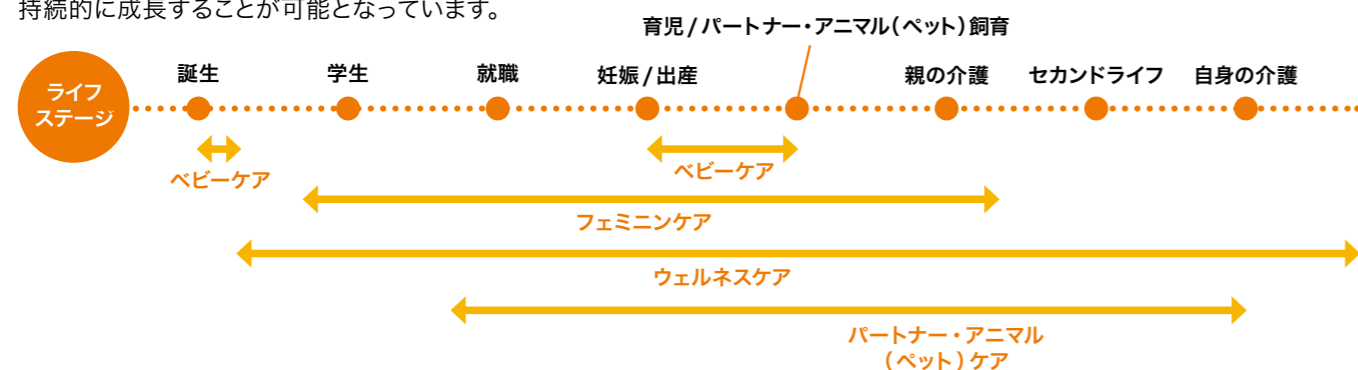 持続的に成長することが可能となっています。
育児/パートナー・アニマル(ペット)飼育
ライフ
ステージ
誕生
学生
就職
妊娠/出産
親の介護
セカンドライフ
自身の介護
ベビーケア
ベビーケア
フェミニンケア
ウェルネスケア
パートナー・アニマル
(ペット)ケア